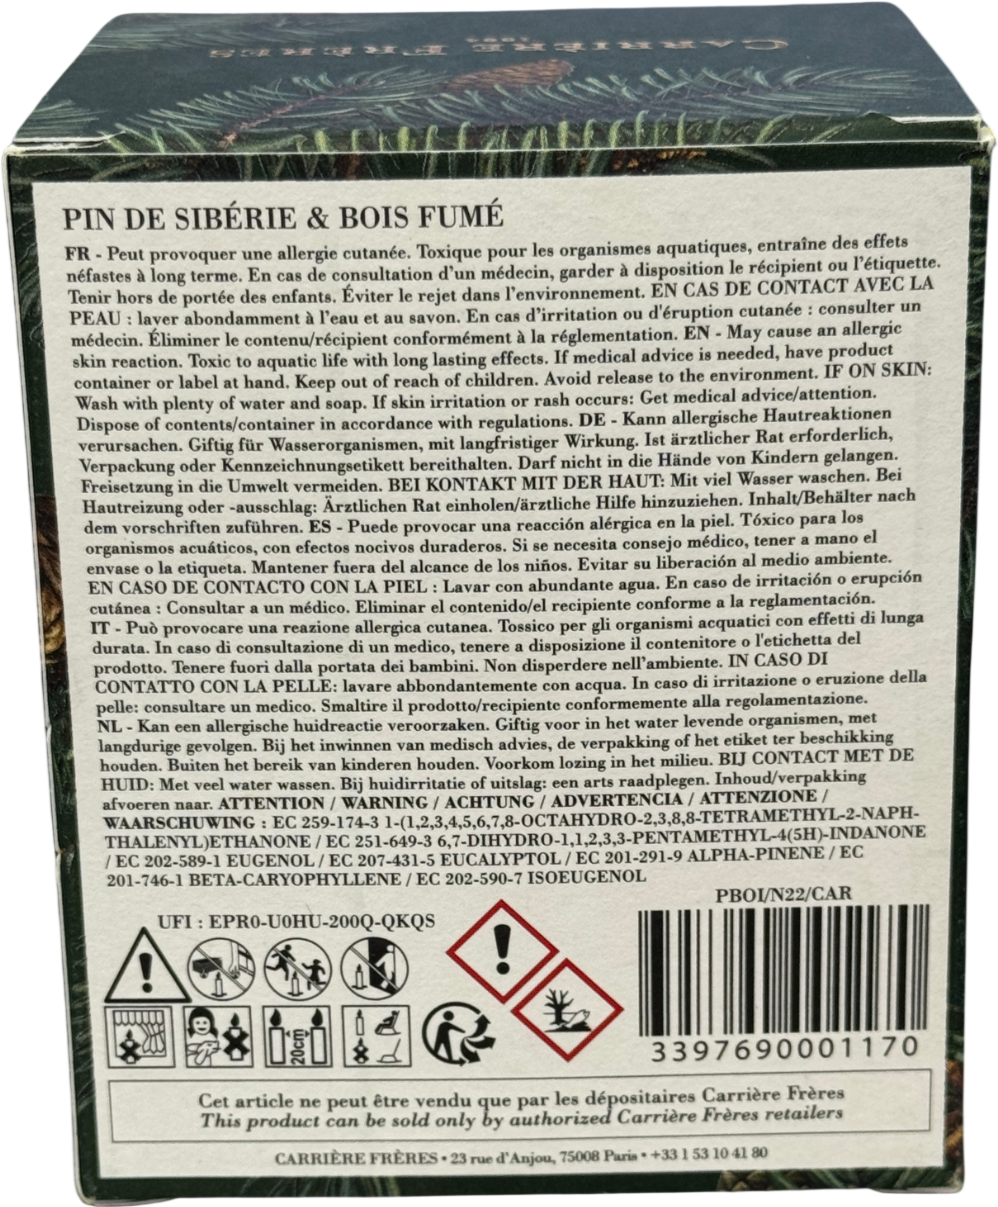 CARRIÈRE FRÈRES
1884
PIN DE SIBÉRIE & BOIS FUMÉ
FR - Peut provoquer une allergie cutanée. Toxique pour les organismes aquatiques, entraîne des effets
néfastes à long terme. En cas de consultation d'un médecin, garder à disposition le récipient ou l'étiquette.
Tenir hors de portée des enfants. Éviter le rejet dans l'environnement. EN CAS DE CONTACT AVEC LA
PEAU : laver abondamment à l'eau et au savon. En cas d'irritation ou d'éruption cutanée : consulter un
médecin. Éliminer le contenu/récipient conformément à la réglementation. EN - May cause an allergic
skin reaction. Toxic to aquatic life with long lasting effects. If medical advice is needed, have product
container or label at hand. Keep out of reach of children. Avoid release to the environment. IF ON SKIN:
Wash with plenty of water and soap. If skin irritation or rash occurs: Get medical advice/attention.
Dispose of contents/container in accordance with regulations. DE - Kann allergische Hautreaktionen
verursachen. Giftig für Wasserorganismen, mit langfristiger Wirkung. Ist ärztlicher Rat erforderlich,
Verpackung oder Kennzeichnungsetikett bereithalten. Darf nicht in die Hände von Kindern gelangen.
Freisetzung in die Umwelt vermeiden. BEI KONTAKT MIT DER HAUT: Mit viel Wasser waschen. Bei
Hautreizung oder -ausschlag: Ärztlichen Rat einholen/ärztliche Hilfe hinzuziehen. Inhalt/Behälter nach
dem vorschriften zuführen. ES - Puede provocar una reacción alérgica en la piel. Tóxico para los
organismos acuáticos, con efectos nocivos duraderos. Si se necesita consejo médico, tener a mano el
envase o la etiqueta. Mantener fuera del alcance de los niños. Evitar su liberación al medio ambiente.
EN CASO DE CONTACTO CON LA PIEL : Lavar con abundante agua. En caso de irritación o erupción
cutánea : Consultar a un médico. Eliminar el contenido/el recipiente conforme a la reglamentación.
IT - Può provocare una reazione allergica cutanea. Tossico per gli organismi acquatici con effetti di lunga
durata. In caso di consultazione di un medico, tenere a disposizione il contenitore o l'etichetta del
prodotto. Tenere fuori dalla portata dei bambini. Non disperdere nell'ambiente. IN CASO DI
CONTATTO CON LA PELLE: lavare abbondantemente con acqua. In caso di irritazione o eruzione della
pelle: consultare un medico. Smaltire il prodotto/recipiente conformemente alla regolamentazione.
NL - Kan een allergische huidreactie veroorzaken. Giftig voor in het water levende organismen, met
langdurige gevolgen. Bij het inwinnen van medisch advies, de verpakking of het etiket ter beschikking
houden. Buiten het bereik van kinderen houden. Voorkom lozing in het milieu. BIJ CONTACT MET DE
HUID: Met veel water wassen. Bij huidirritatie of uitslag: een arts raadplegen. Inhoud/verpakking
afvoeren naar. ATTENTION / WARNING / ACHTUNG / ADVERTENCIA / ATTENZIONE /
WAARSCHUWING : EC 259-174-3 1-(1,2,3,4,5,6,7,8-OCTAHYDRO-2,3,8,8-TETRAMETHYL-2-NAPH-
THALENYL)ETHANONE / EC 251-649-3 6,7-DIHYDRO-1,1,2,3,3-PENTAMETHYL-4(5H)-INDANONE
/ EC 202-589-1 EUGENOL / EC 207-431-5 EUCALYPTOL / EC 201-291-9 ALPHA-PINENE / EC
201-746-1 BETA-CARYOPHYLLENE / EC 202-590-7 ISOEUGENOL
PBOI/N22/CAR
UFI : EPR0-U0HU-200Q-QKQS
20cm
3397690001170
Cet article ne peut être vendu que par les dépositaires Carrière Frères
This product can be sold only by authorized Carrière Frères retailers
CARRIÈRE FRÈRES • 23 rue d'Anjou, 75008 Paris • +33 1 53 10 41 80